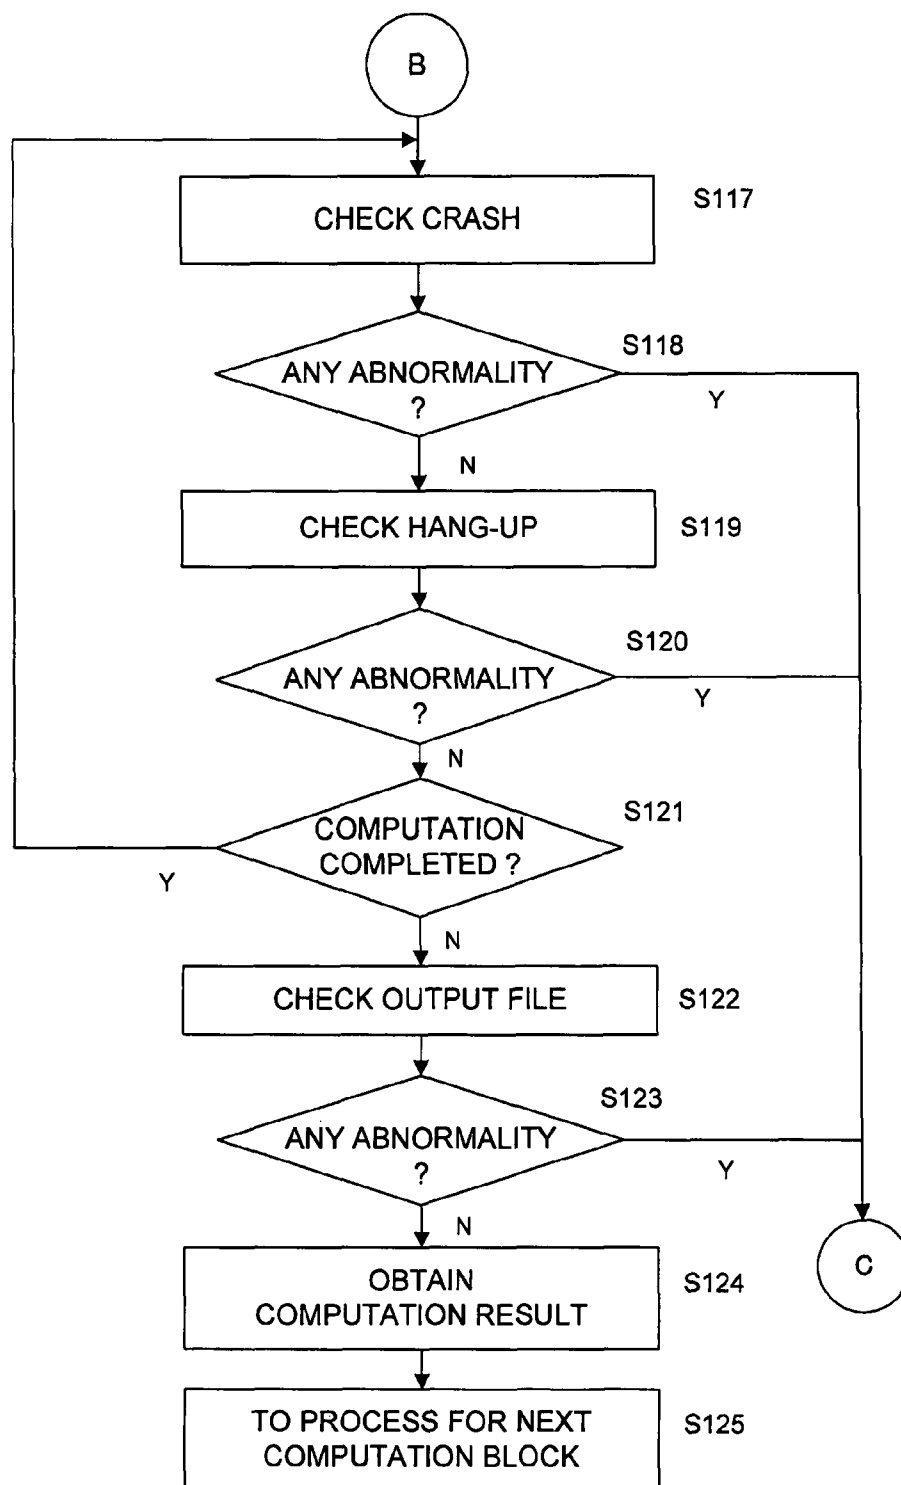 B
CHECK CRASH
S117
ANY ABNORMALITY
?
S118
Y
N
CHECK HANG-UP
S119
ANY ABNORMALITY
?
S120
Y
N
COMPUTATION
COMPLETED ?
S121
Y
N
CHECK OUTPUT FILE
S122
ANY ABNORMALITY
?
S123
Y
N
C
OBTAIN
COMPUTATION RESULT
S124
TO PROCESS FOR NEXT
COMPUTATION BLOCK
S125